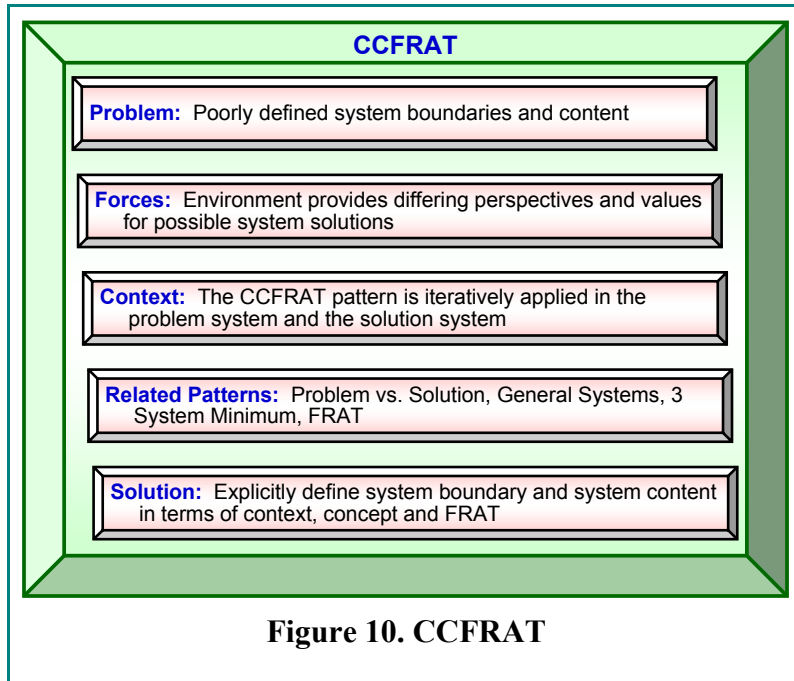 CCFRAT
Problem: Poorly defined system boundaries and content
Forces: Environment provides differing perspectives and values
for possible system solutions
Context: The CCFRAT pattern is iteratively applied in the
problem system and the solution system
Related Patterns: Problem vs. Solution, General Systems, 3
System Minimum, FRAT
Solution: Explicitly define system boundary and system content
in terms of context, concept and FRAT
Figure 10. CCFRAT